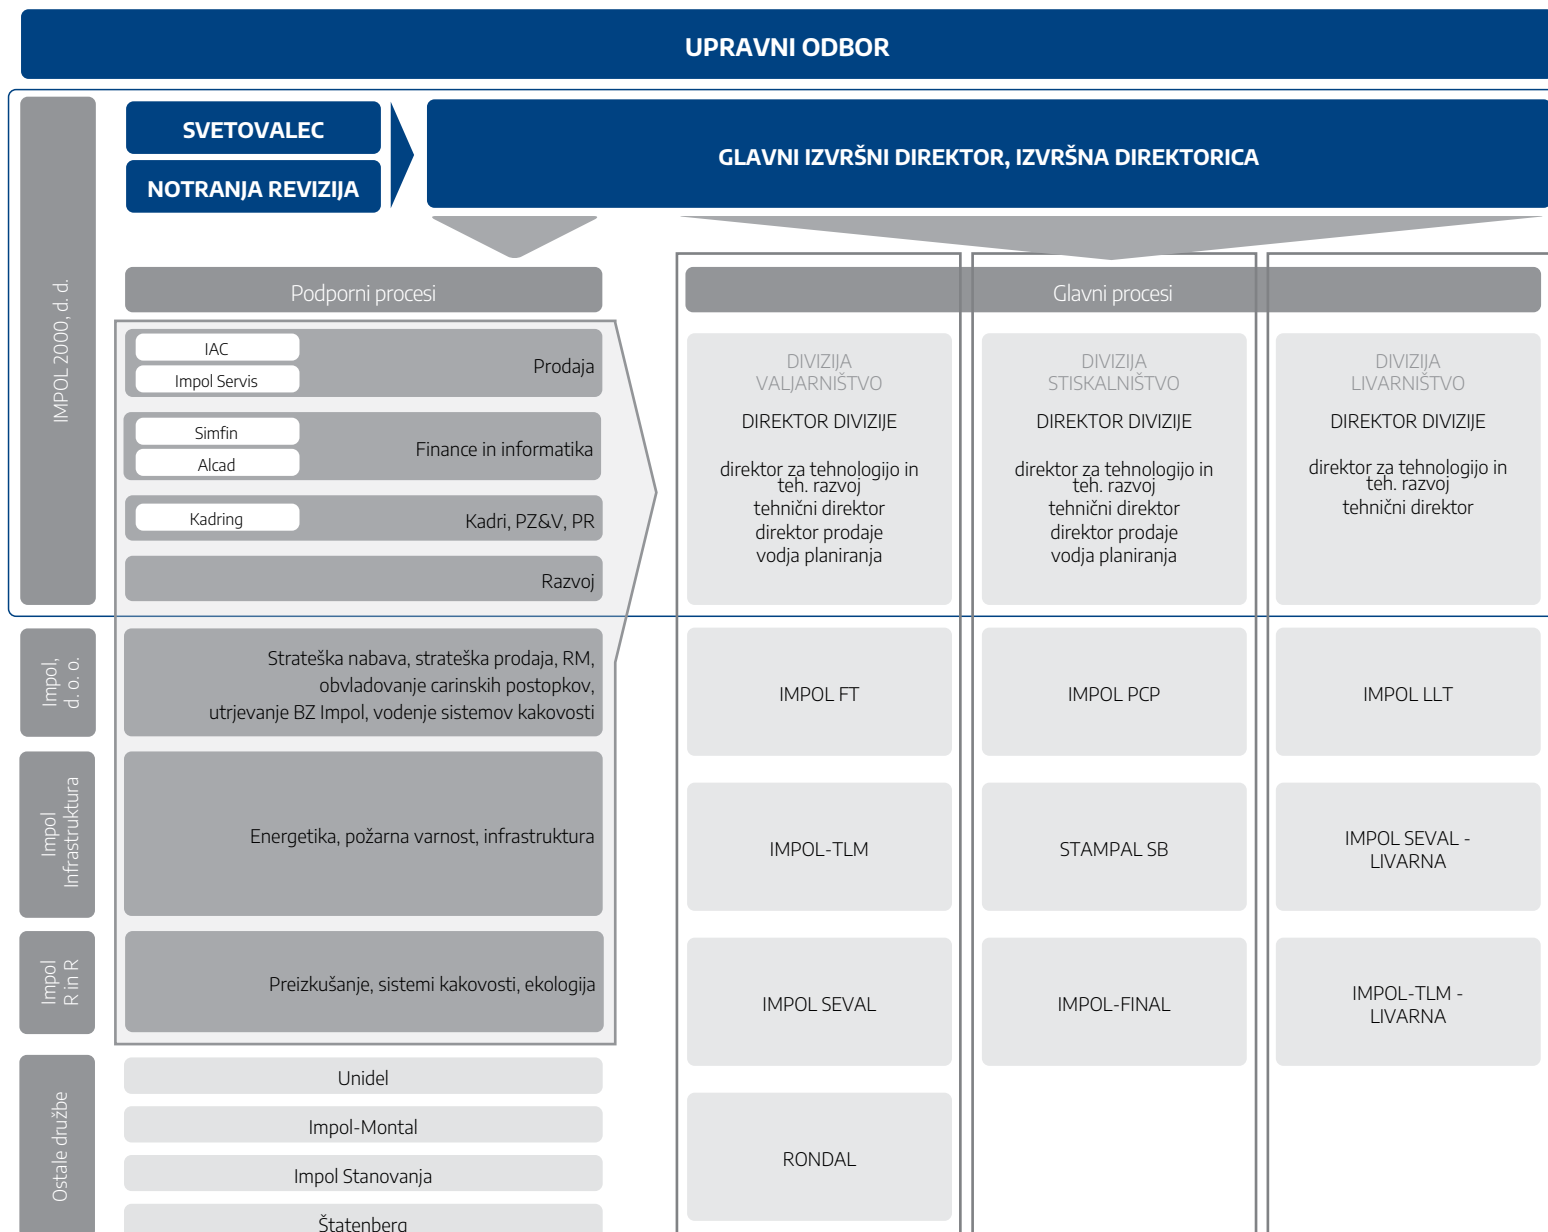 UPRAVNI ODBOR
SVETOVALEC
NOTRANJA REVIZIJA
GLAVNI IZVRŠNI DIREKTOR, IZVRŠNA DIREKTORICA
IMPOL 2000, d. d.
Podporni procesi
IAC
Impol Servis
Prodaja
Simfin
Alcad
Finance in informatika
Kadring
Kadri, PZ&V, PR
Razvoj
Glavni procesi
DIVIZIJA
VALJARNIŠTVO
DIREKTOR DIVIZIJE
direktor za tehnologijo in
teh. razvoj
tehnični direktor
direktor prodaje
vodja planiranja
DIVIZIJA
STISKALNIŠTVO
DIREKTOR DIVIZIJE
direktor za tehnologijo in
teh. razvoj
tehnični direktor
direktor prodaje
vodja planiranja
DIVIZIJA
LIVARNIŠTVO
DIREKTOR DIVIZIJE
direktor za tehnologijo in
teh. razvoj
tehnični direktor
Impol,
d. o. o.
Strateška nabava, strateška prodaja, RM,
obvladovanje carinskih postopkov,
utrjevanje BZ Impol, vodenje sistemov kakovosti
IMPOL FT
IMPOL PCP
IMPOL LLT
Impol
Infrastruktura
Energetika, požarna varnost, infrastruktura
IMPOL-TLM
STAMPAL SB
IMPOL SEVAL -
LIVARNA
Impol
R in R
Preizkušanje, sistemi kakovosti, ekologija
IMPOL SEVAL
IMPOL-FINAL
IMPOL-TLM -
LIVARNA
Ostale družbe
Unidel
Impol-Montal
Impol Stanovanja
Štatenberg
RONDAL